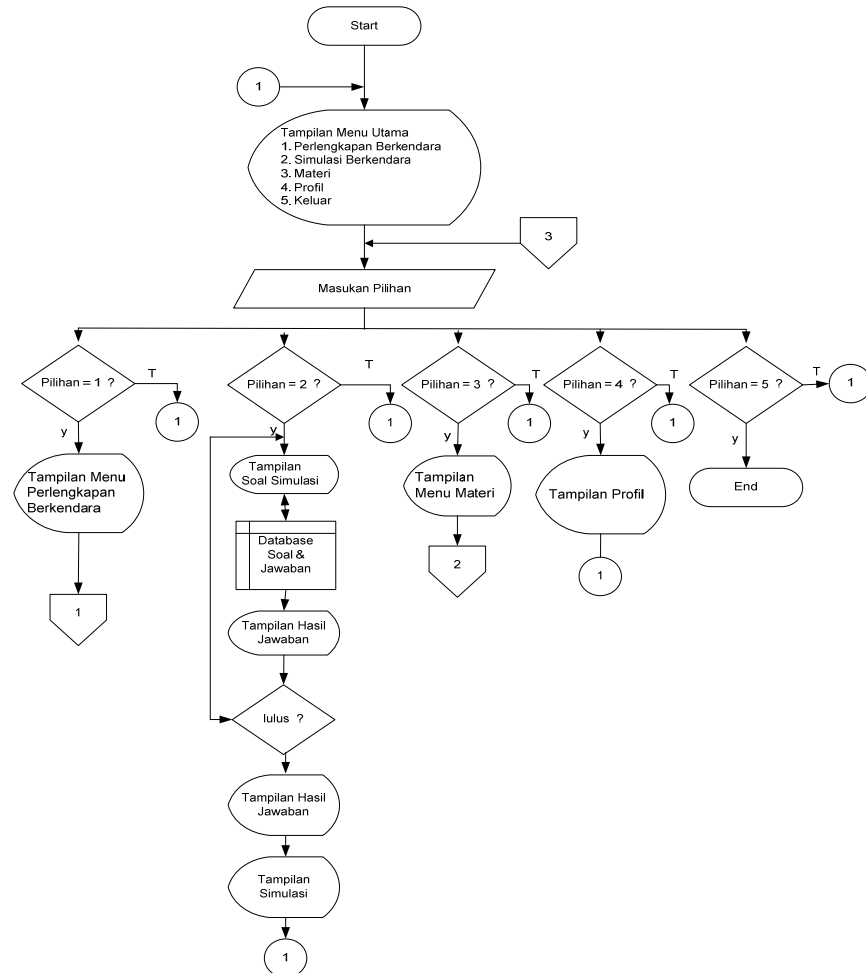 Start
1
Tampilan Menu Utama
1. Perlengkapan Berkendara
2. Simulasi Berkendara
3. Materi
4. Profil
5. Keluar
3
Masukan Pilihan
Pilihan = 1 ?
T
1
y
Tampilan Menu
Perlengkapan
Berkendara
1
Pilihan = 2 ?
T
1
y
Tampilan
Soal Simulasi
Database
Soal &
Jawaban
Tampilan Hasil
Jawaban
lulus ?
Tampilan Hasil
Jawaban
Tampilan
Simulasi
1
Pilihan = 3 ?
T
1
y
Tampilan
Menu Materi
2
Pilihan = 4 ?
T
1
y
Tampilan Profil
1
Pilihan = 5 ?
T
1
y
End